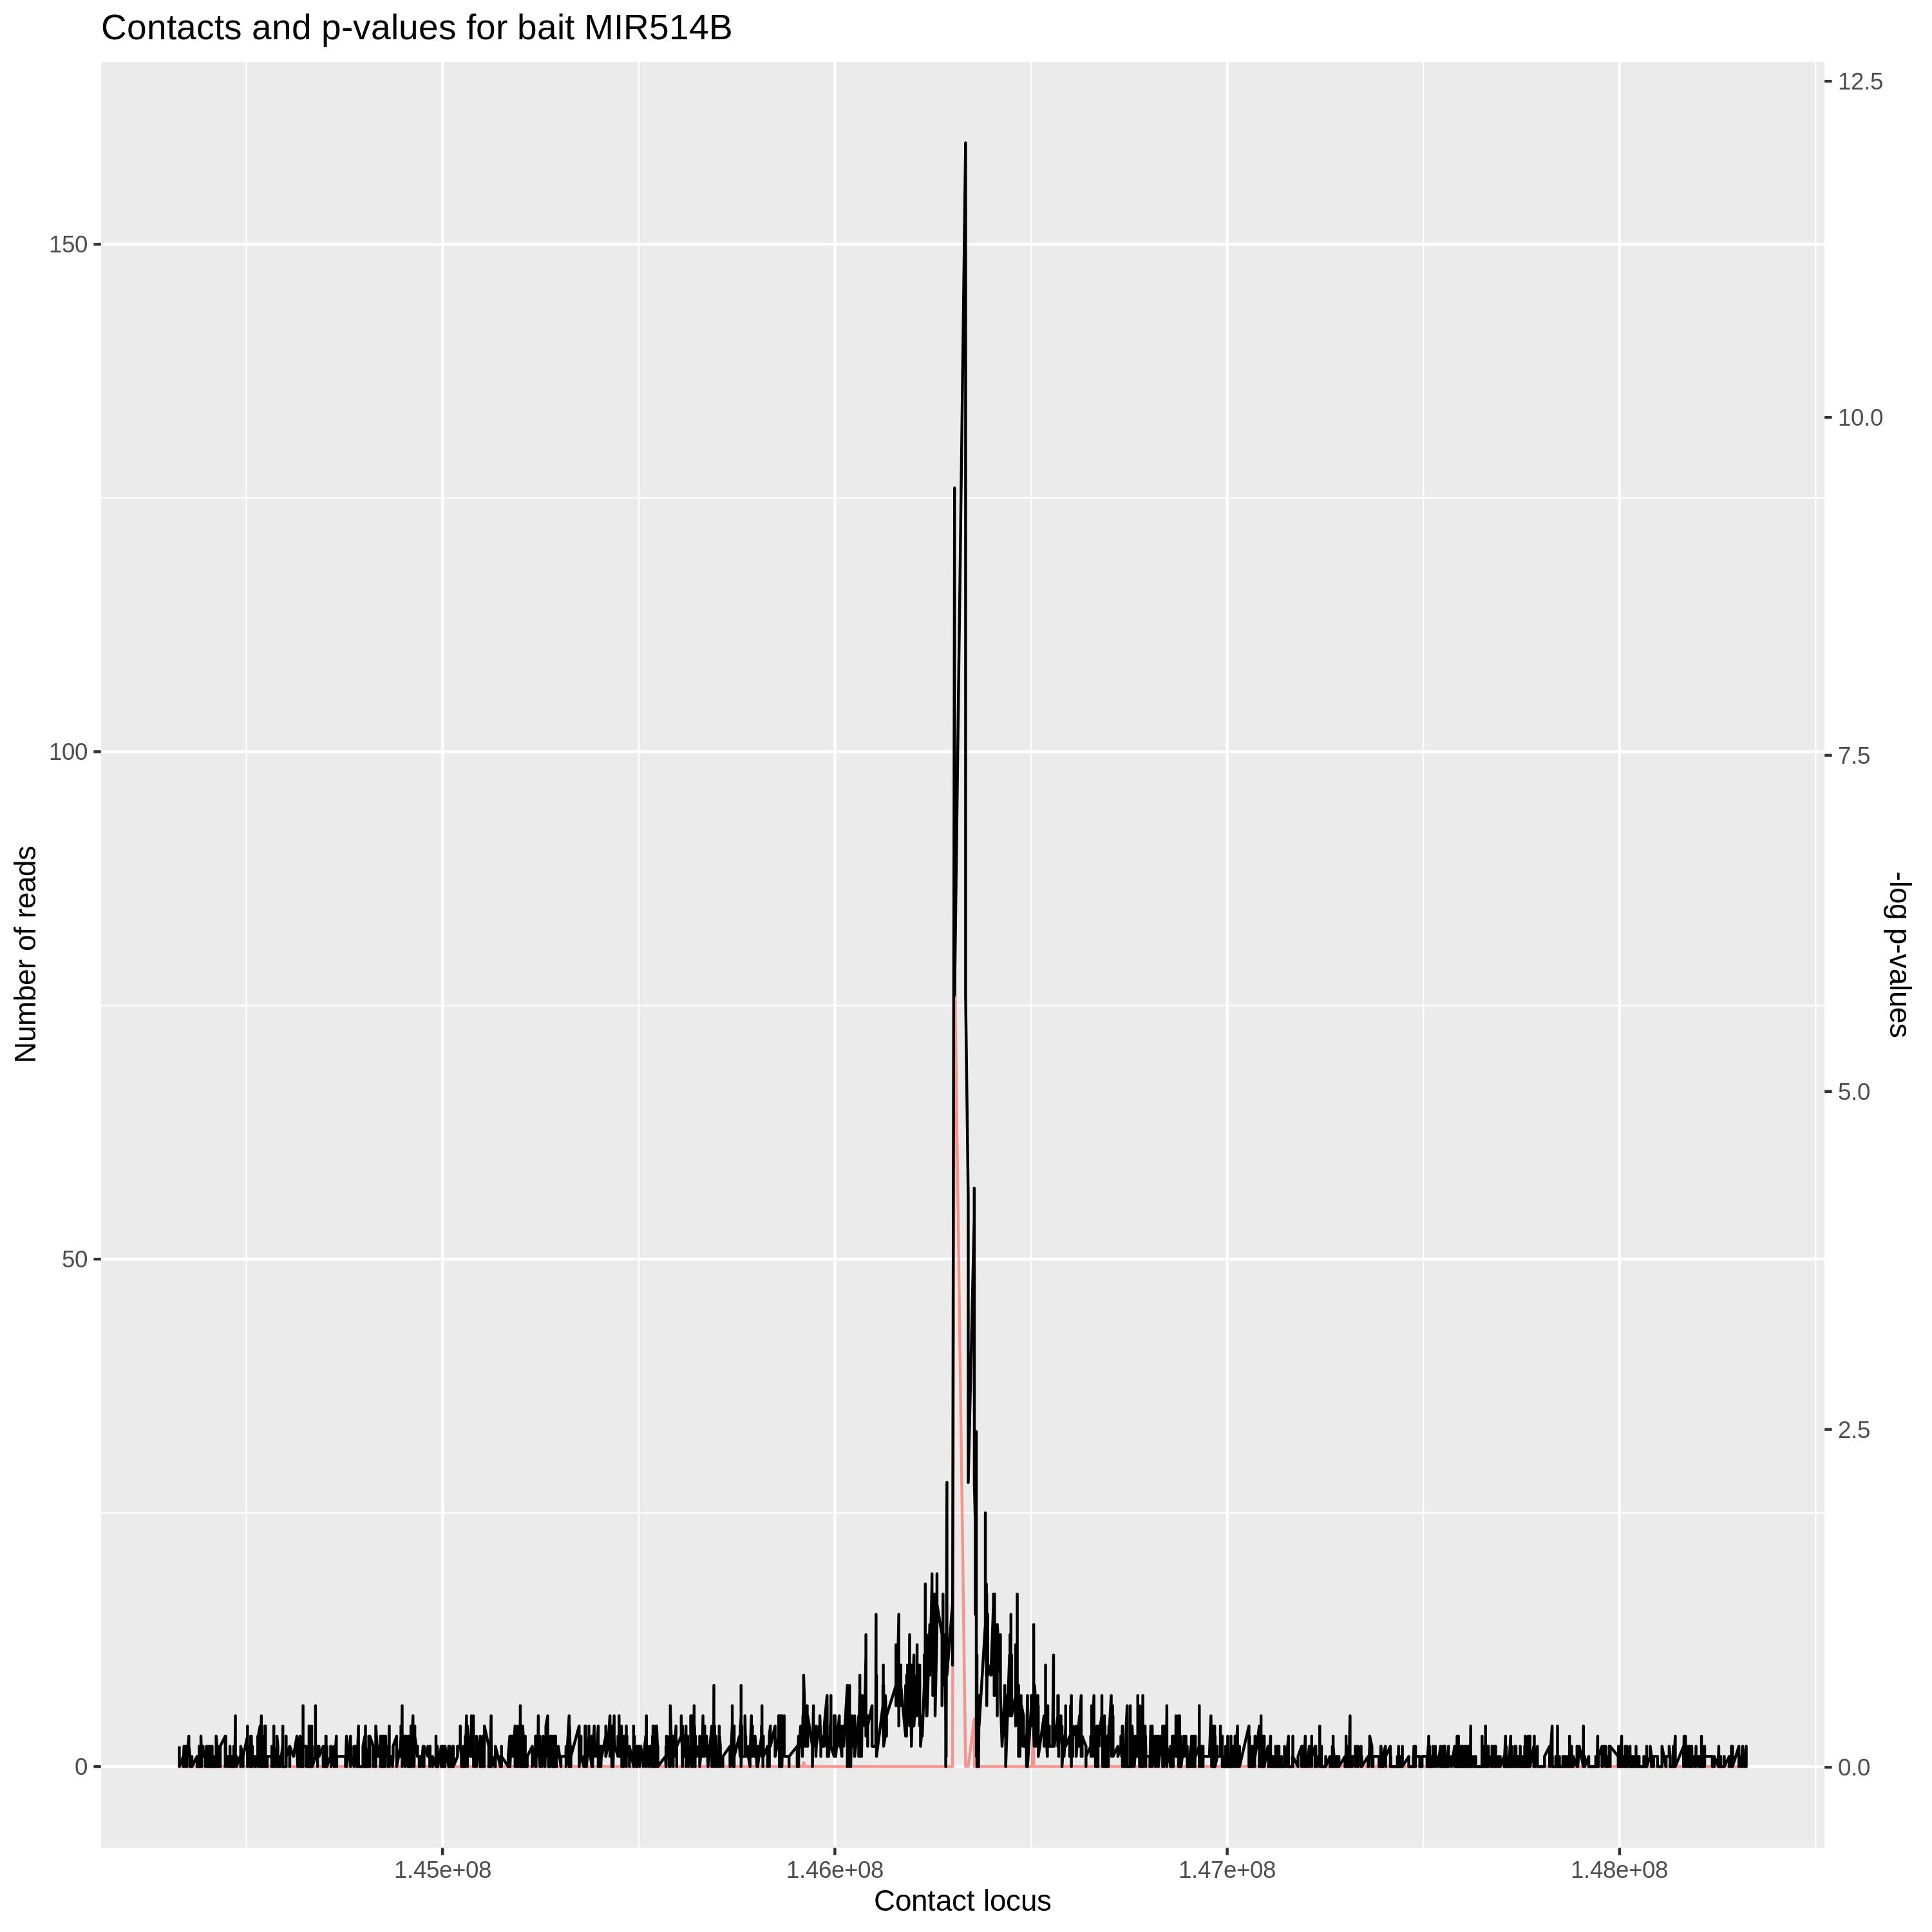 Contacts and p-values for bait MIR514B
150
100
50
0
Number of reads
12.5
10.0
7.5
5.0
2.5
0.0
-log p-values
1.45e+08
1.46e+08
1.47e+08
1.48e+08
Contact locus